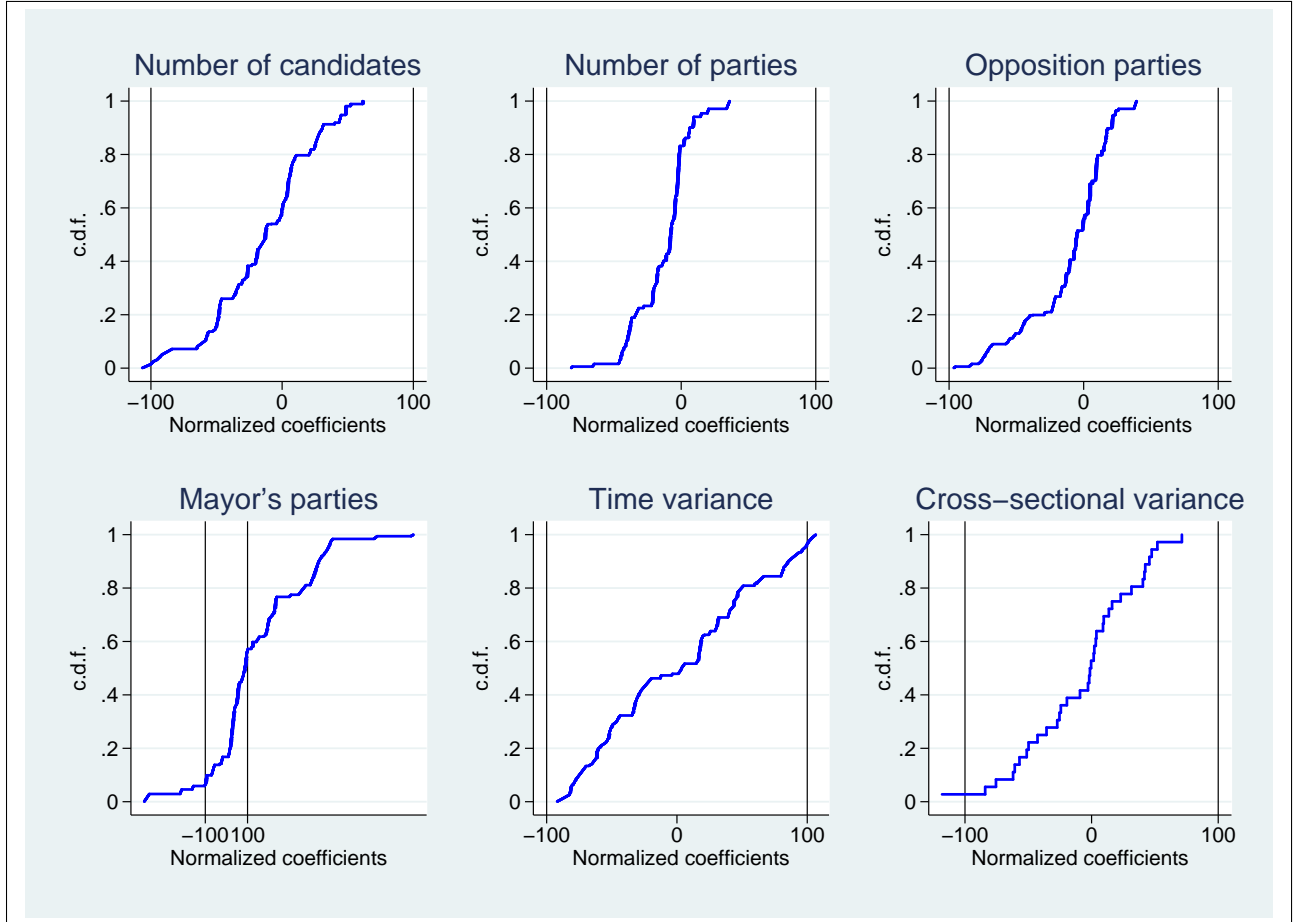 Number of candidates
1
.8
.6
.4
.2
0
c.d.f.
−100 0 100
Normalized coefficients
Number of parties
1
.8
.6
.4
.2
0
c.d.f.
−100 0 100
Normalized coefficients
Opposition parties
1
.8
.6
.4
.2
0
c.d.f.
−100 0 100
Normalized coefficients
Mayor’s parties
1
.8
.6
.4
.2
0
c.d.f.
−100 100
Normalized coefficients
Time variance
1
.8
.6
.4
.2
0
c.d.f.
−100 0 100
Normalized coefficients
Cross−sectional variance
1
.8
.6
.4
.2
0
c.d.f.
−100 0 100
Normalized coefficients